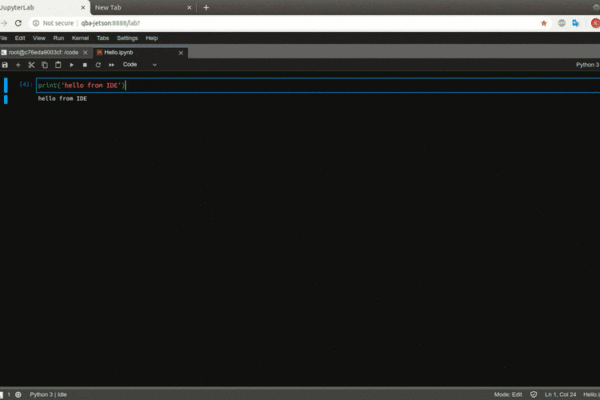 JupyterLab New Tab
Not secure qba-jetson:8888/lab?
File Edit View Run Kernel Tabs Settings Help
root@c76eda9003cf: /code Hello.ipynb
Code Python 3
[4]: print('hello from IDE')
hello from IDE
1 Python 3 | Idle Mode: Edit Ln 1, Col 24 Hello.i